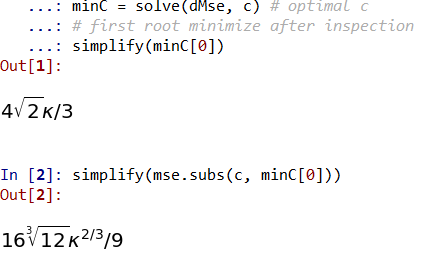 ...: minC = solve(dMse, c) # optimal c
...: # first root minimize after inspection
...: simplify(minC[0])
Out[1]:
4√2κ/3
In [2]: simplify(mse.subs(c, minC[0]))
Out[2]:
16∛12κ^{2/3}/9